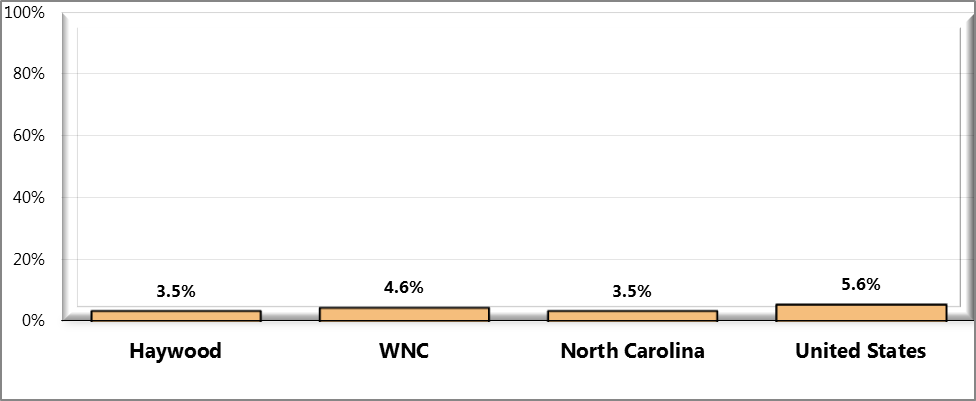 100%
80%
60%
40%
20%
0%
3.5%
4.6%
3.5%
5.6%
Haywood
WNC
North Carolina
United States